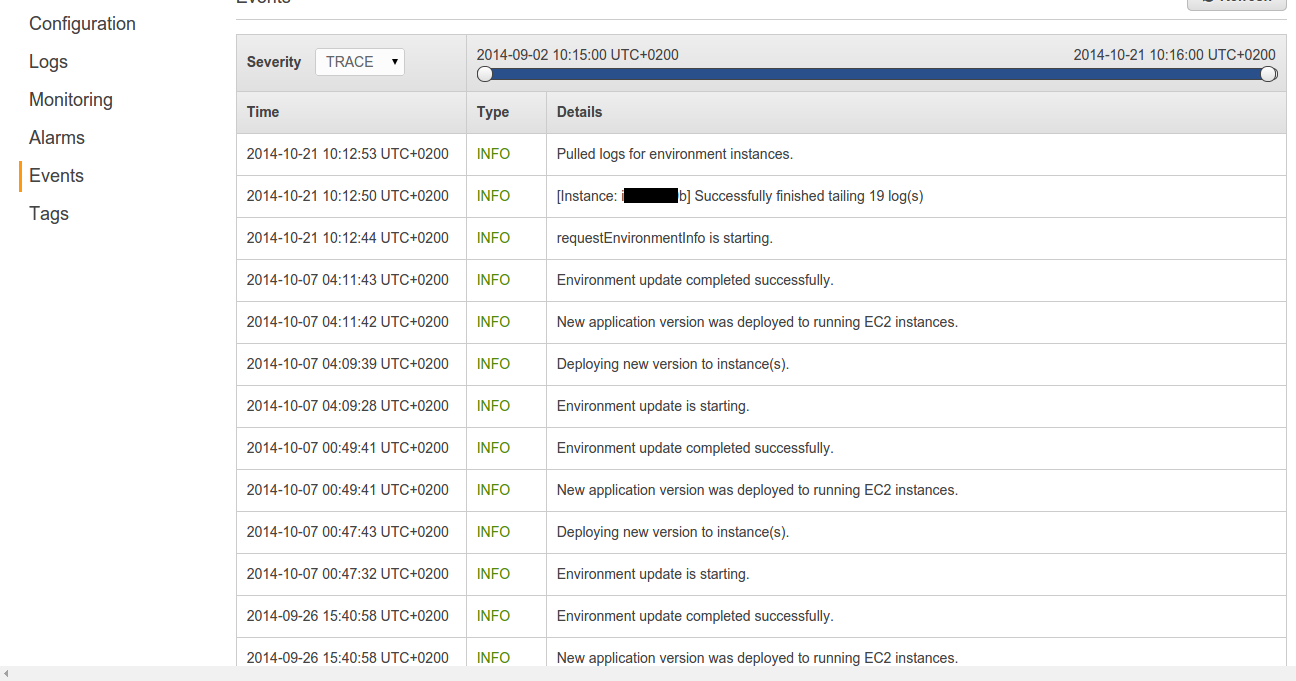 Configuration
Logs
Monitoring
Alarms
Events
Tags
Events
Refresh
Severity TRACE 2014-09-02 10:15:00 UTC+0200 2014-10-21 10:16:00 UTC+0200
Time Type Details
2014-10-21 10:12:53 UTC+0200 INFO Pulled logs for environment instances.
2014-10-21 10:12:50 UTC+0200 INFO [Instance: i b] Successfully finished tailing 19 log(s)
2014-10-21 10:12:44 UTC+0200 INFO requestEnvironmentInfo is starting.
2014-10-07 04:11:43 UTC+0200 INFO Environment update completed successfully.
2014-10-07 04:11:42 UTC+0200 INFO New application version was deployed to running EC2 instances.
2014-10-07 04:09:39 UTC+0200 INFO Deploying new version to instance(s).
2014-10-07 04:09:28 UTC+0200 INFO Environment update is starting.
2014-10-07 00:49:41 UTC+0200 INFO Environment update completed successfully.
2014-10-07 00:49:41 UTC+0200 INFO New application version was deployed to running EC2 instances.
2014-10-07 00:47:43 UTC+0200 INFO Deploying new version to instance(s).
2014-10-07 00:47:32 UTC+0200 INFO Environment update is starting.
2014-09-26 15:40:58 UTC+0200 INFO Environment update completed successfully.
2014-09-26 15:40:58 UTC+0200 INFO New application version was deployed to running EC2 instances.